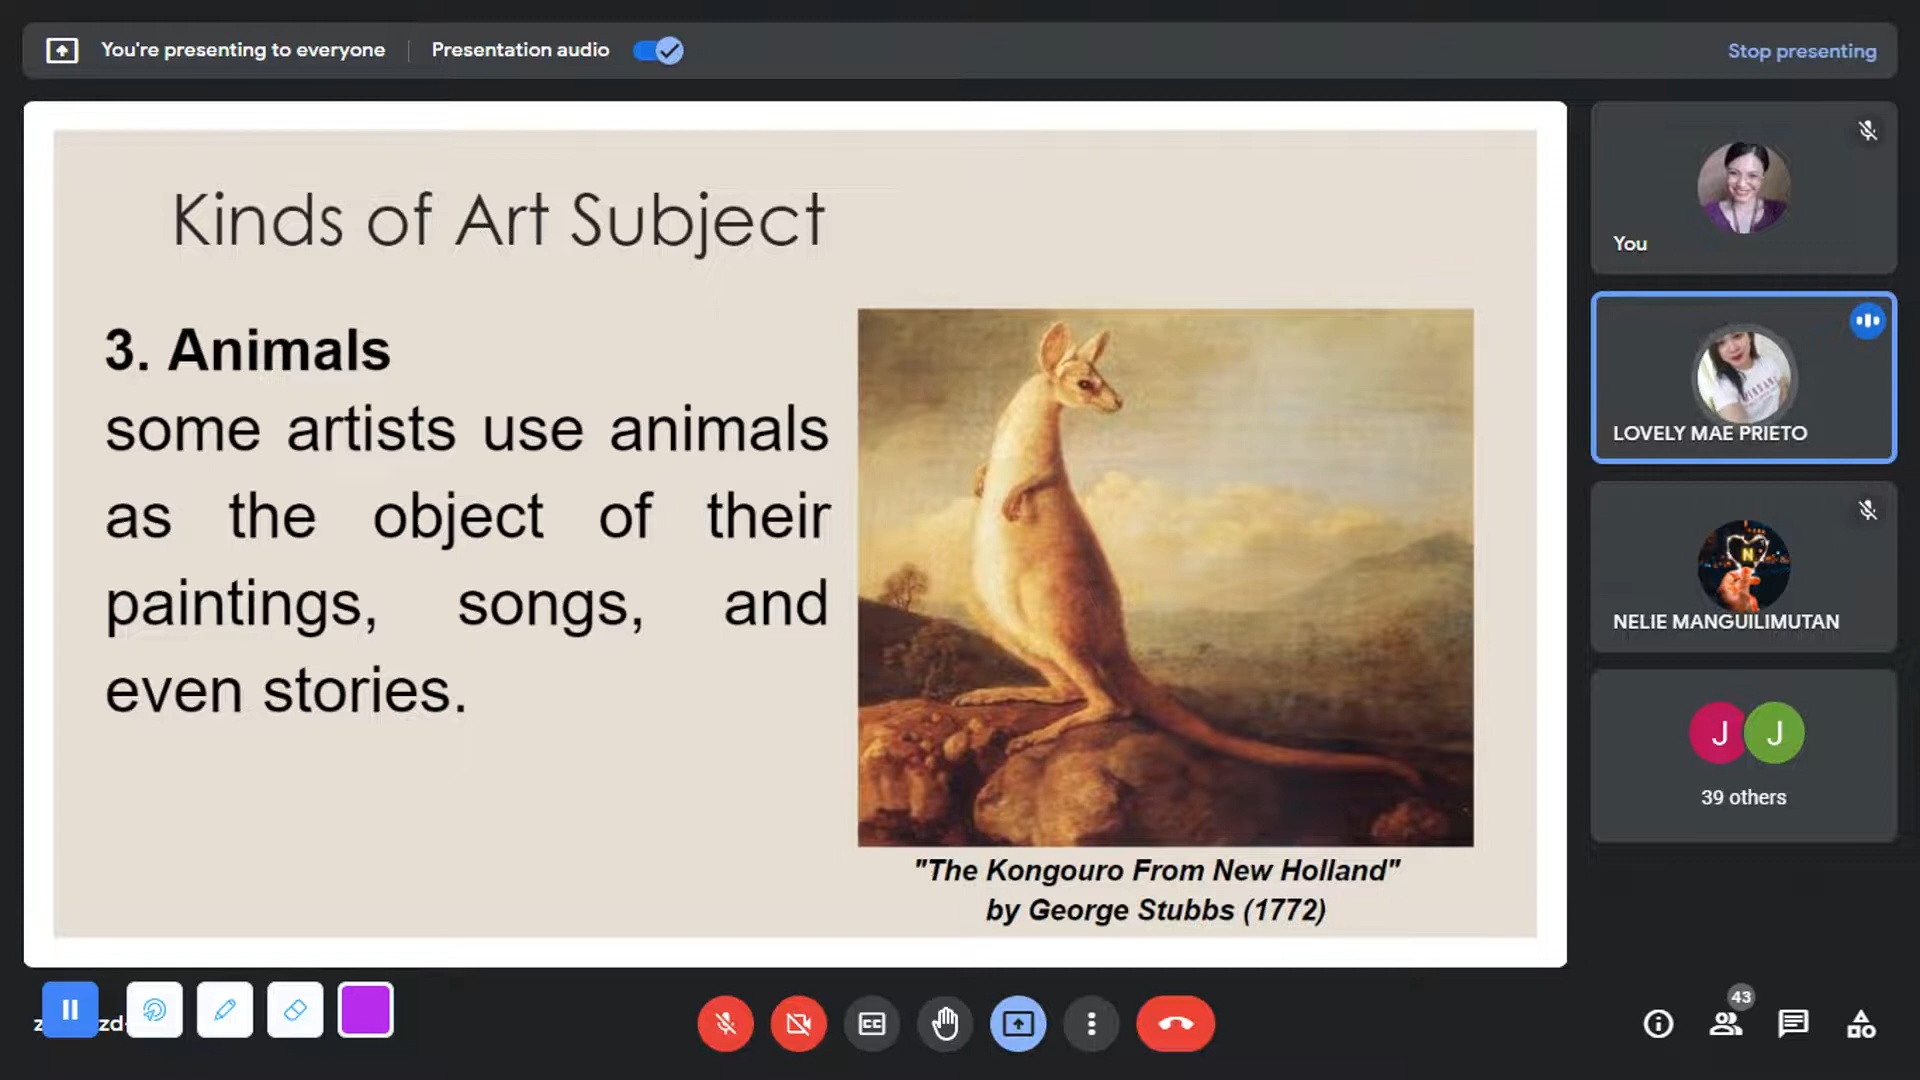 You're presenting to everyone
Presentation audio
Stop presenting
Kinds of Art Subject
3. Animals
some artists use animals
as the object of their
paintings, songs, and
even stories.
"The Kongouro From New Holland"
by George Stubbs (1772)
You
LOVELY MAE PRIETO
N
NELIE MANGUILIMUTAN
J J
39 others
CC
43